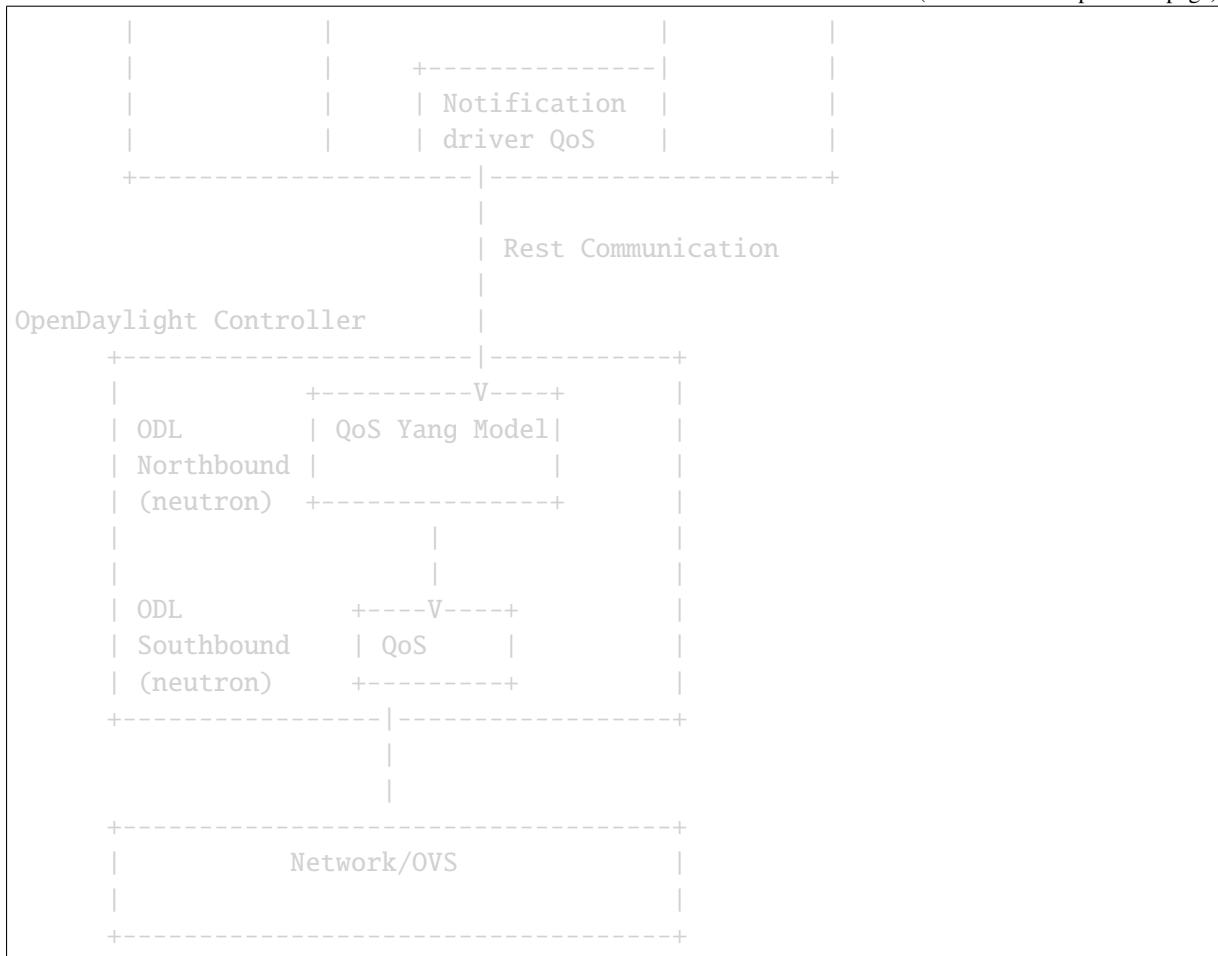 |             |                      |          |
|             |     +---------------|          |
|             |     | Notification  |          |
|             |     | driver QoS    |          |
+----------------------|----------------------+
|
| Rest Communication
|
OpenDaylight Controller       |
+-----------------------|------------+
|            +----------V----+       |
| ODL        | QoS Yang Model|       |
| Northbound |               |       |
| (neutron)  +---------------+       |
|                    |               |
|                    |               |
| ODL           +----V----+          |
| Southbound    | QoS     |          |
| (neutron)     +---------+          |
+-----------------|------------------+
|
|
+------------------------------------+
|           Network/OVS              |
|                                    |
+------------------------------------+